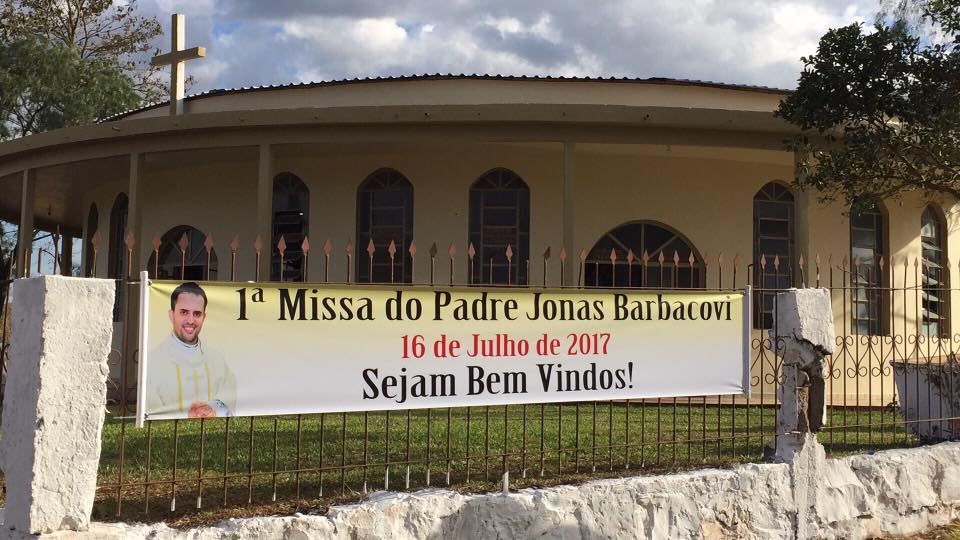 1ª Missa do Padre Jonas Barbacovi
16 de Julho de 2017
Sejam Bem Vindos!